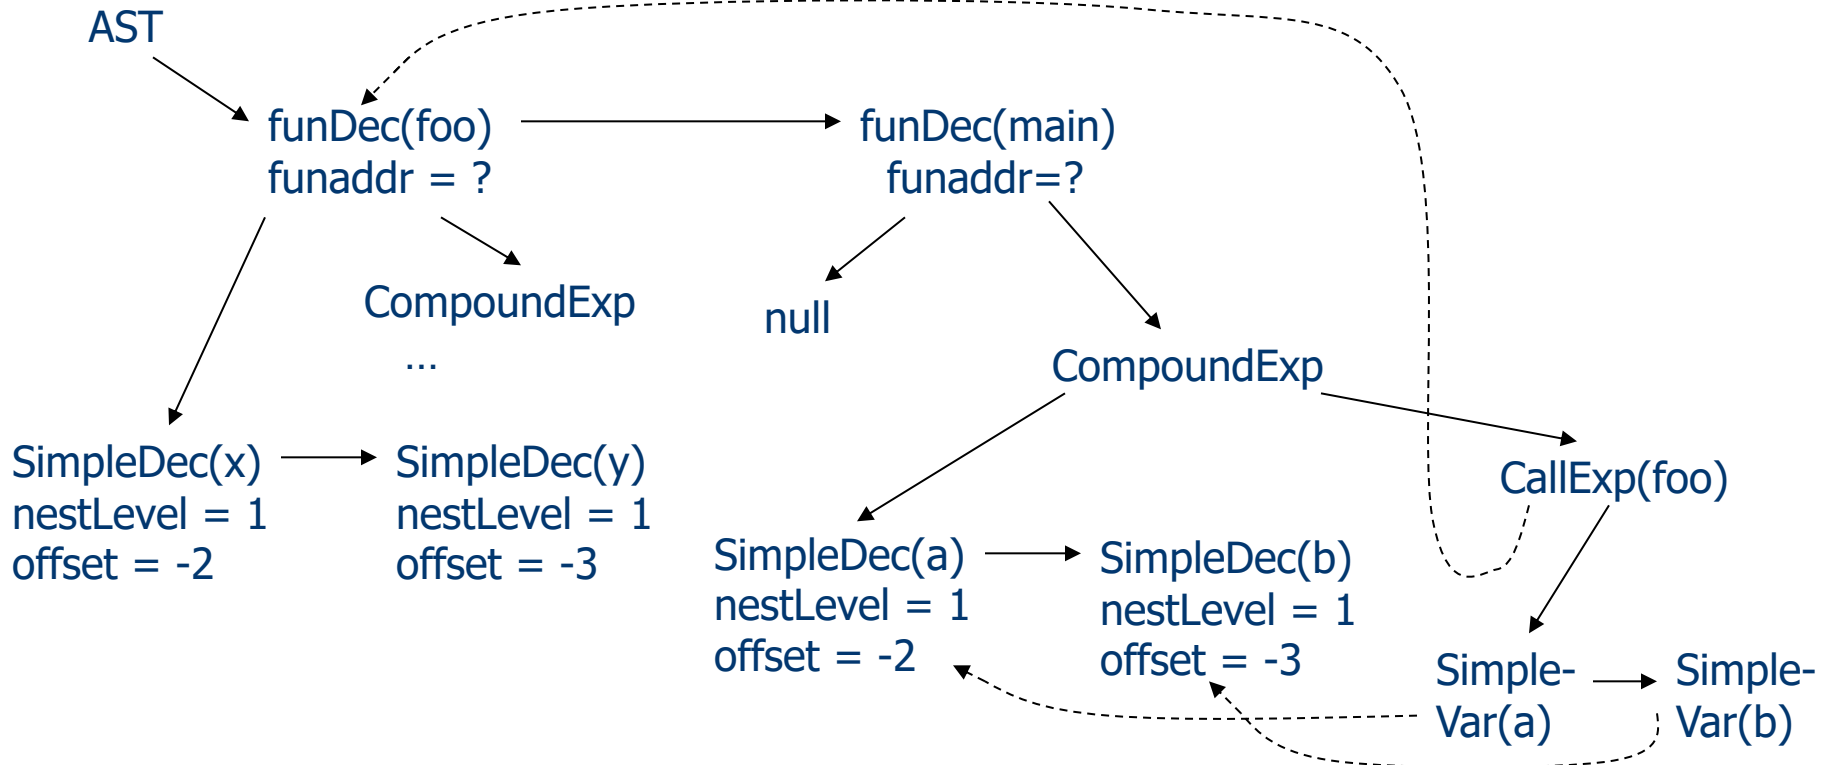 AST
funDec(foo)
funaddr = ?
funDec(main)
funaddr=?
CompoundExp
...
null
CompoundExp
SimpleDec(x)
nestLevel = 1
offset = -2
SimpleDec(y)
nestLevel = 1
offset = -3
CallExp(foo)
SimpleDec(a)
nestLevel = 1
offset = -2
SimpleDec(b)
nestLevel = 1
offset = -3
Simple-
Var(a)
Simple-
Var(b)